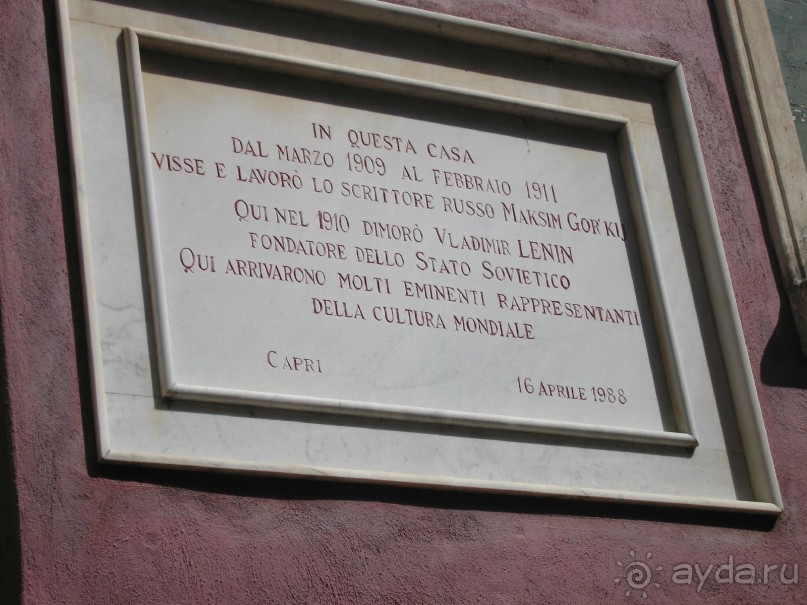 IN QUESTA CASA
DAL MARZO 1909 AL FEBBRAIO 1911
VISSE E LAVORÒ LO SCRITTORE RUSSO MAKSIM GOR'KIJ
QUI NEL 1910 DIMORÒ VLADIMIR LENIN
FONDATORE DELLO STATO SOVIETICO
QUI ARRIVARONO MOLTI EMINENTI RAPPRESENTANTI
DELLA CULTURA MONDIALE
CAPRI
16 APRILE 1988
ayda.ru